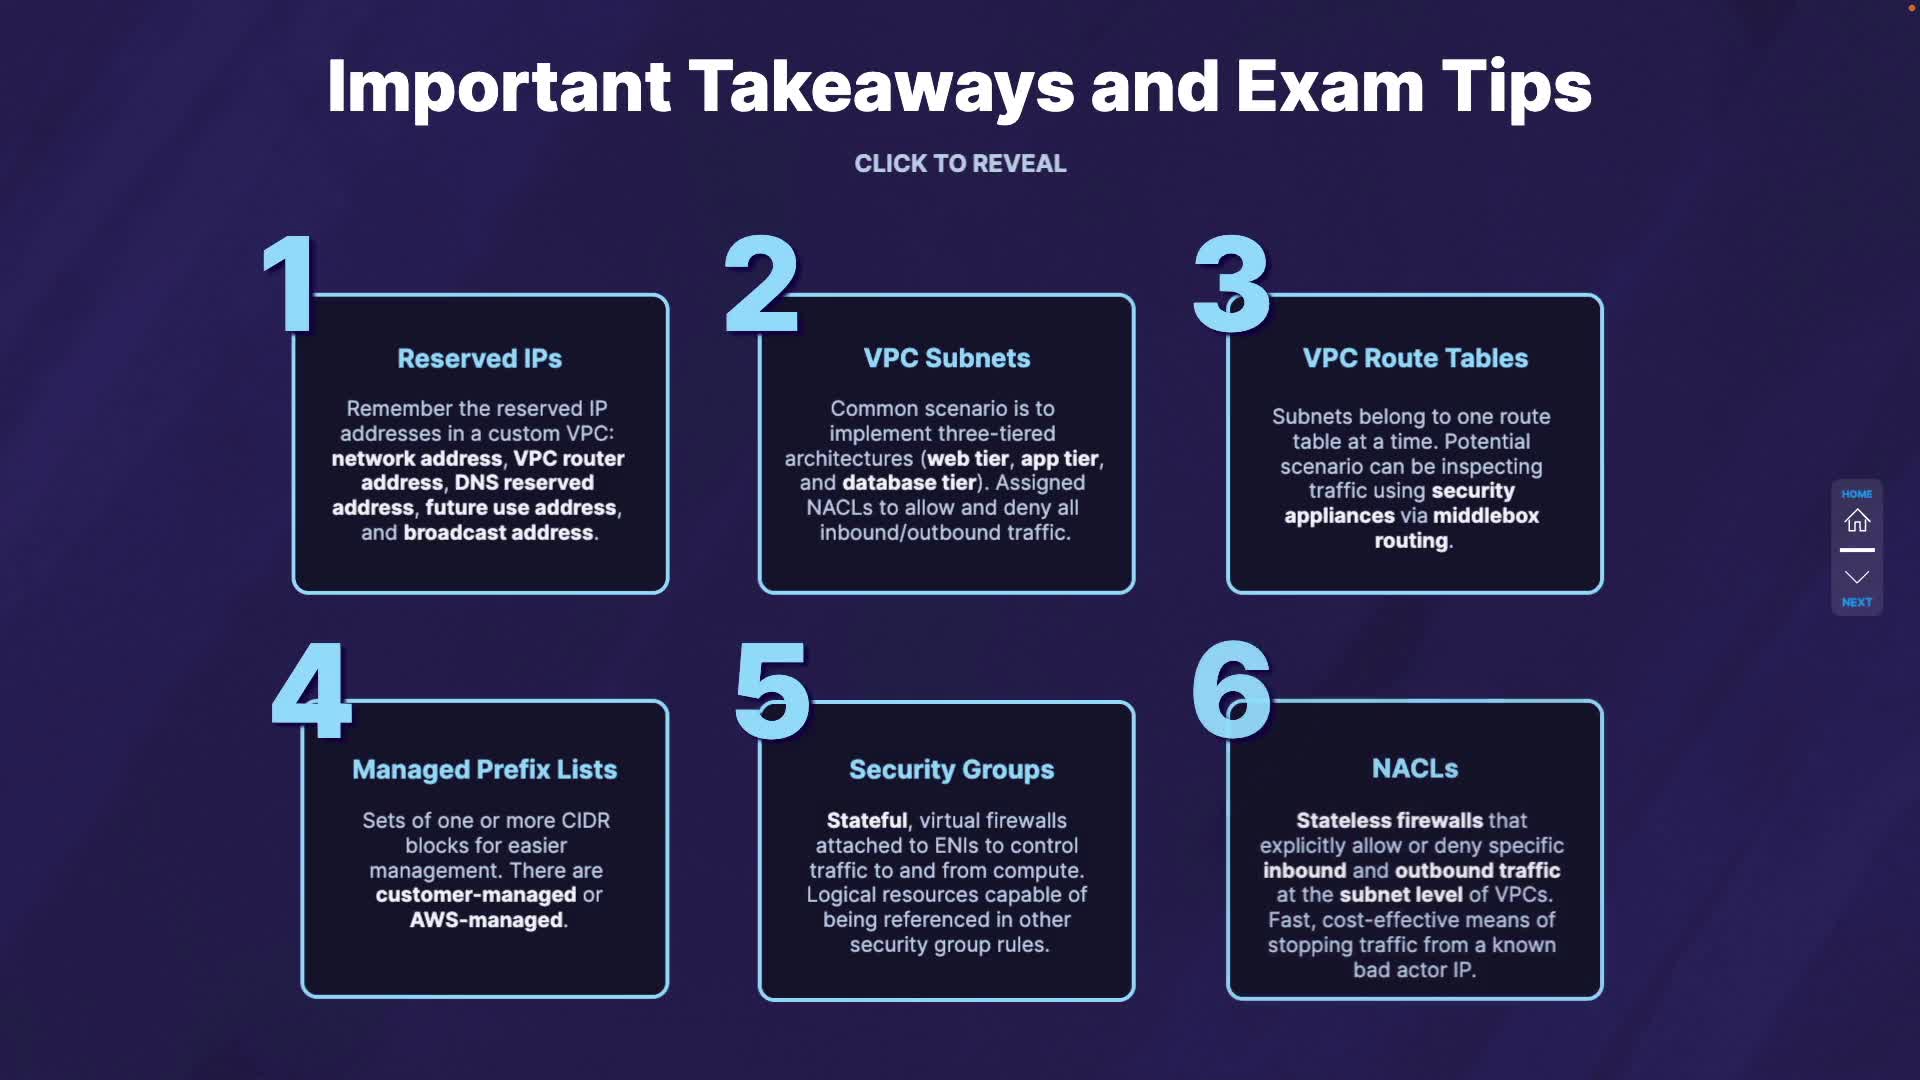 Important Takeaways and Exam Tips
CLICK TO REVEAL
1
Reserved IPs
Remember the reserved IP
addresses in a custom VPC:
network address, VPC router
address, DNS reserved
address, future use address,
and broadcast address.
2
VPC Subnets
Common scenario is to
implement three-tiered
architectures (web tier, app tier,
and database tier). Assigned
NACLs to allow and deny all
inbound/outbound traffic.
3
VPC Route Tables
Subnets belong to one route
table at a time. Potential
scenario can be inspecting
traffic using security
appliances via middlebox
routing.
4
Managed Prefix Lists
Sets of one or more CIDR
blocks for easier
management. There are
customer-managed or
AWS-managed.
5
Security Groups
Stateful, virtual firewalls
attached to ENIs to control
traffic to and from compute.
Logical resources capable of
being referenced in other
security group rules.
6
NACLs
Stateless firewalls that
explicitly allow or deny specific
inbound and outbound traffic
at the subnet level of VPCs.
Fast, cost-effective means of
stopping traffic from a known
bad actor IP.
HOME
NEXT